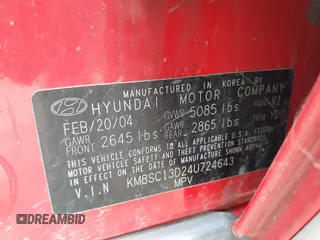 MANUFACTURED IN KOREA BY
HYUNDAI MOTOR COMPANY
FEB/20/04 GVWR 5085 lbs
GAWR FRONT 2645 lbs GAWR REAR 2865 lbs
THIS VEHICLE CONFORMS TO ALL APPLICABLE
U.S.A. FEDERAL
MOTOR VEHICLE SAFETY
THEFT PREVENTION STANDARDS
IN EFFECT ON THE DATE OF
MANUFACTURE SHOWN ABOVE
V.I.N KM8SC13D24U724643
MPV
DREAMBID